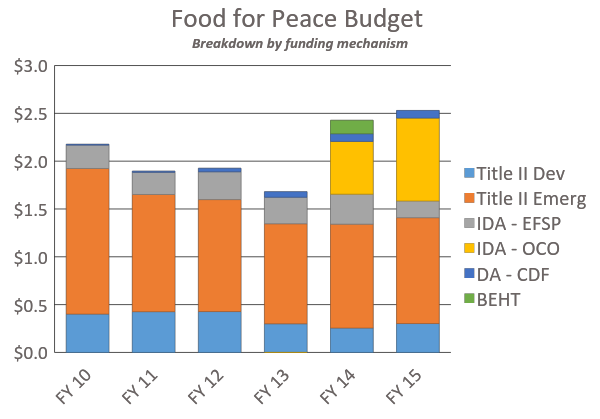 Food for Peace Budget
Breakdown by funding mechanism
$3.0
$2.5
$2.0
$1.5
$1.0
$0.5
$0.0
FY 10
FY 11
FY 12
FY 13
FY 14
FY 15
Title II Dev
Title II Emerg
IDA - EFSP
IDA - OCO
DA - CDF
BEHT